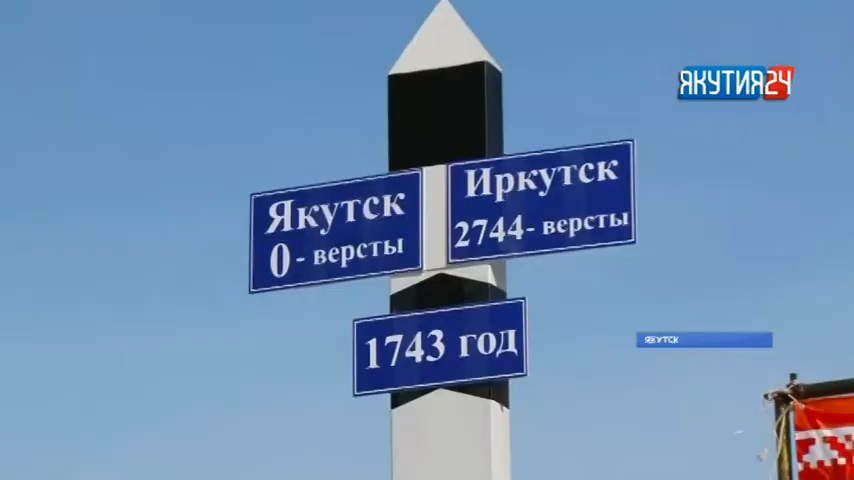 ЯКУТИЯ24
Якутск
0- версты
Иркутск
2744- версты
1743 год
ЯКУТСК